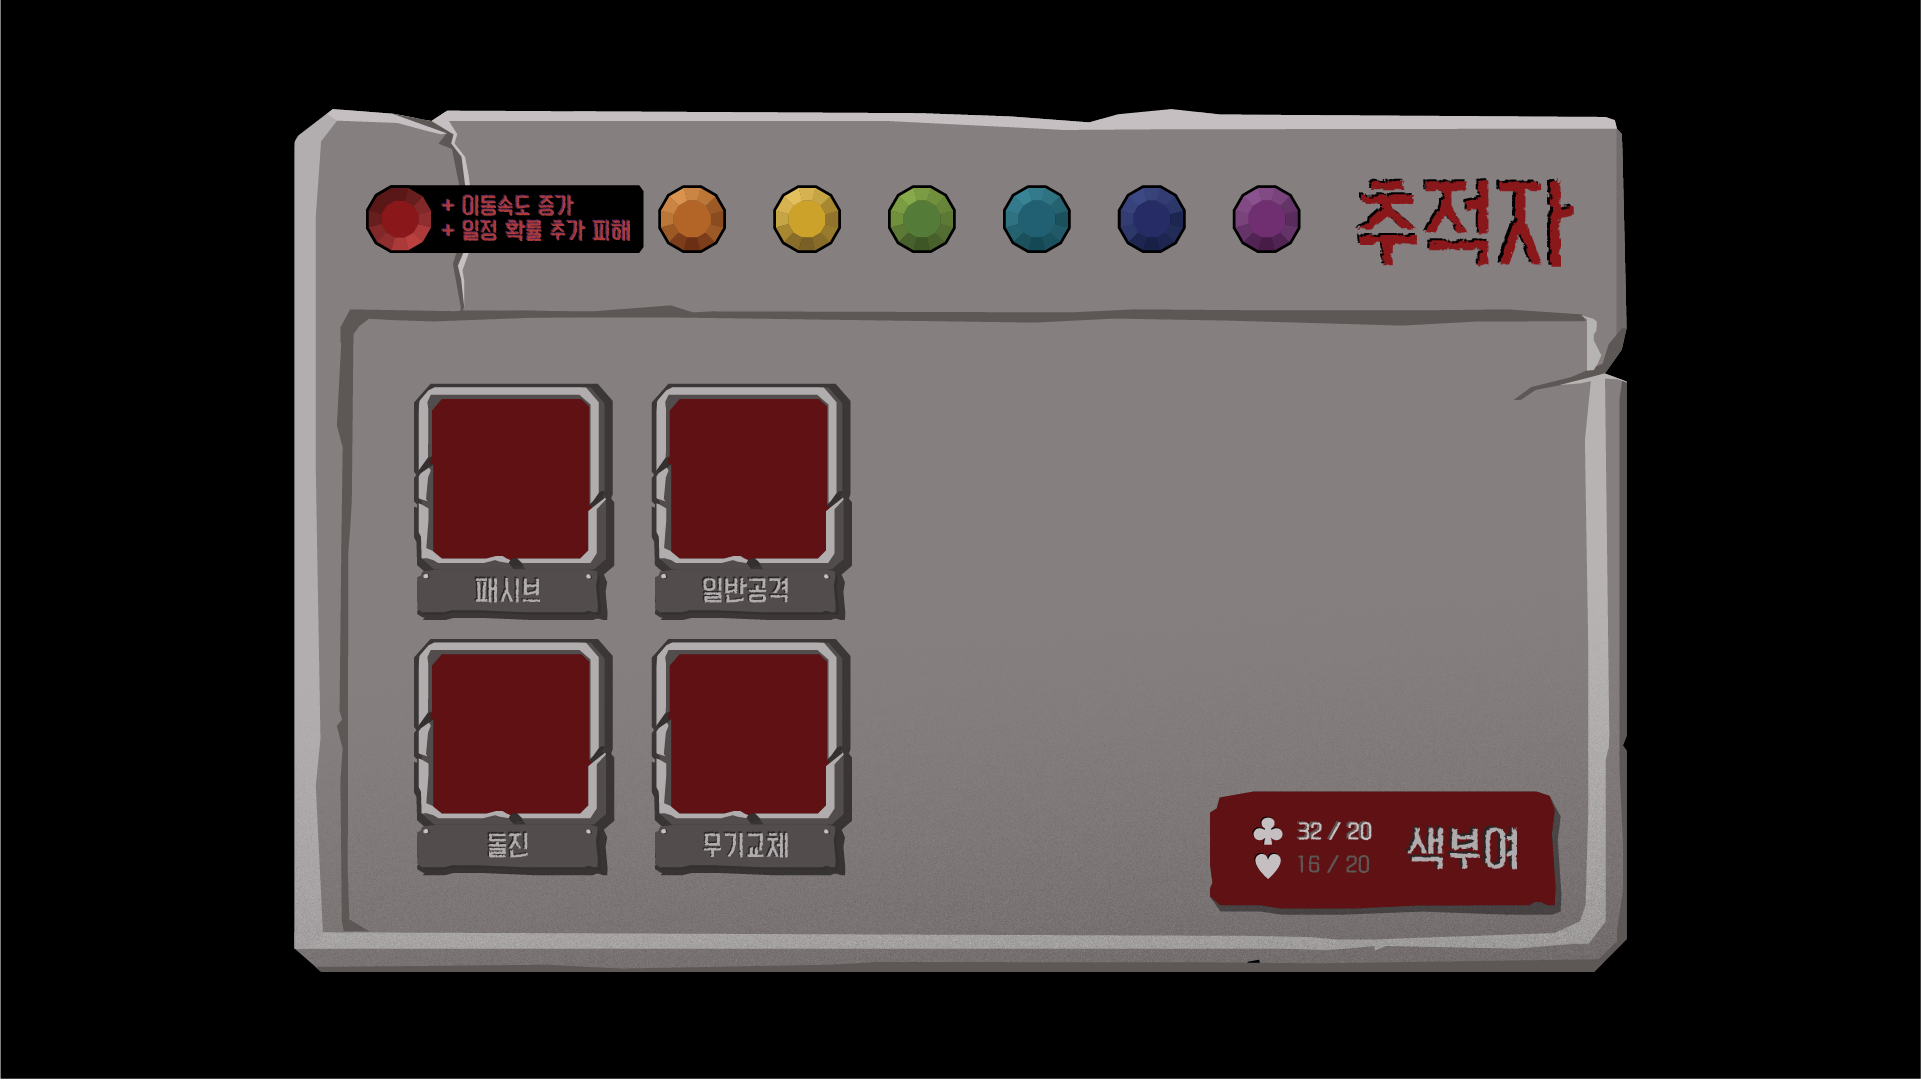 + 이동속도 증가
+ 일정 확률 추가 피해
추적자
패시브
일반공격
돌진
무기교체
32 / 20
16 / 20
색부여